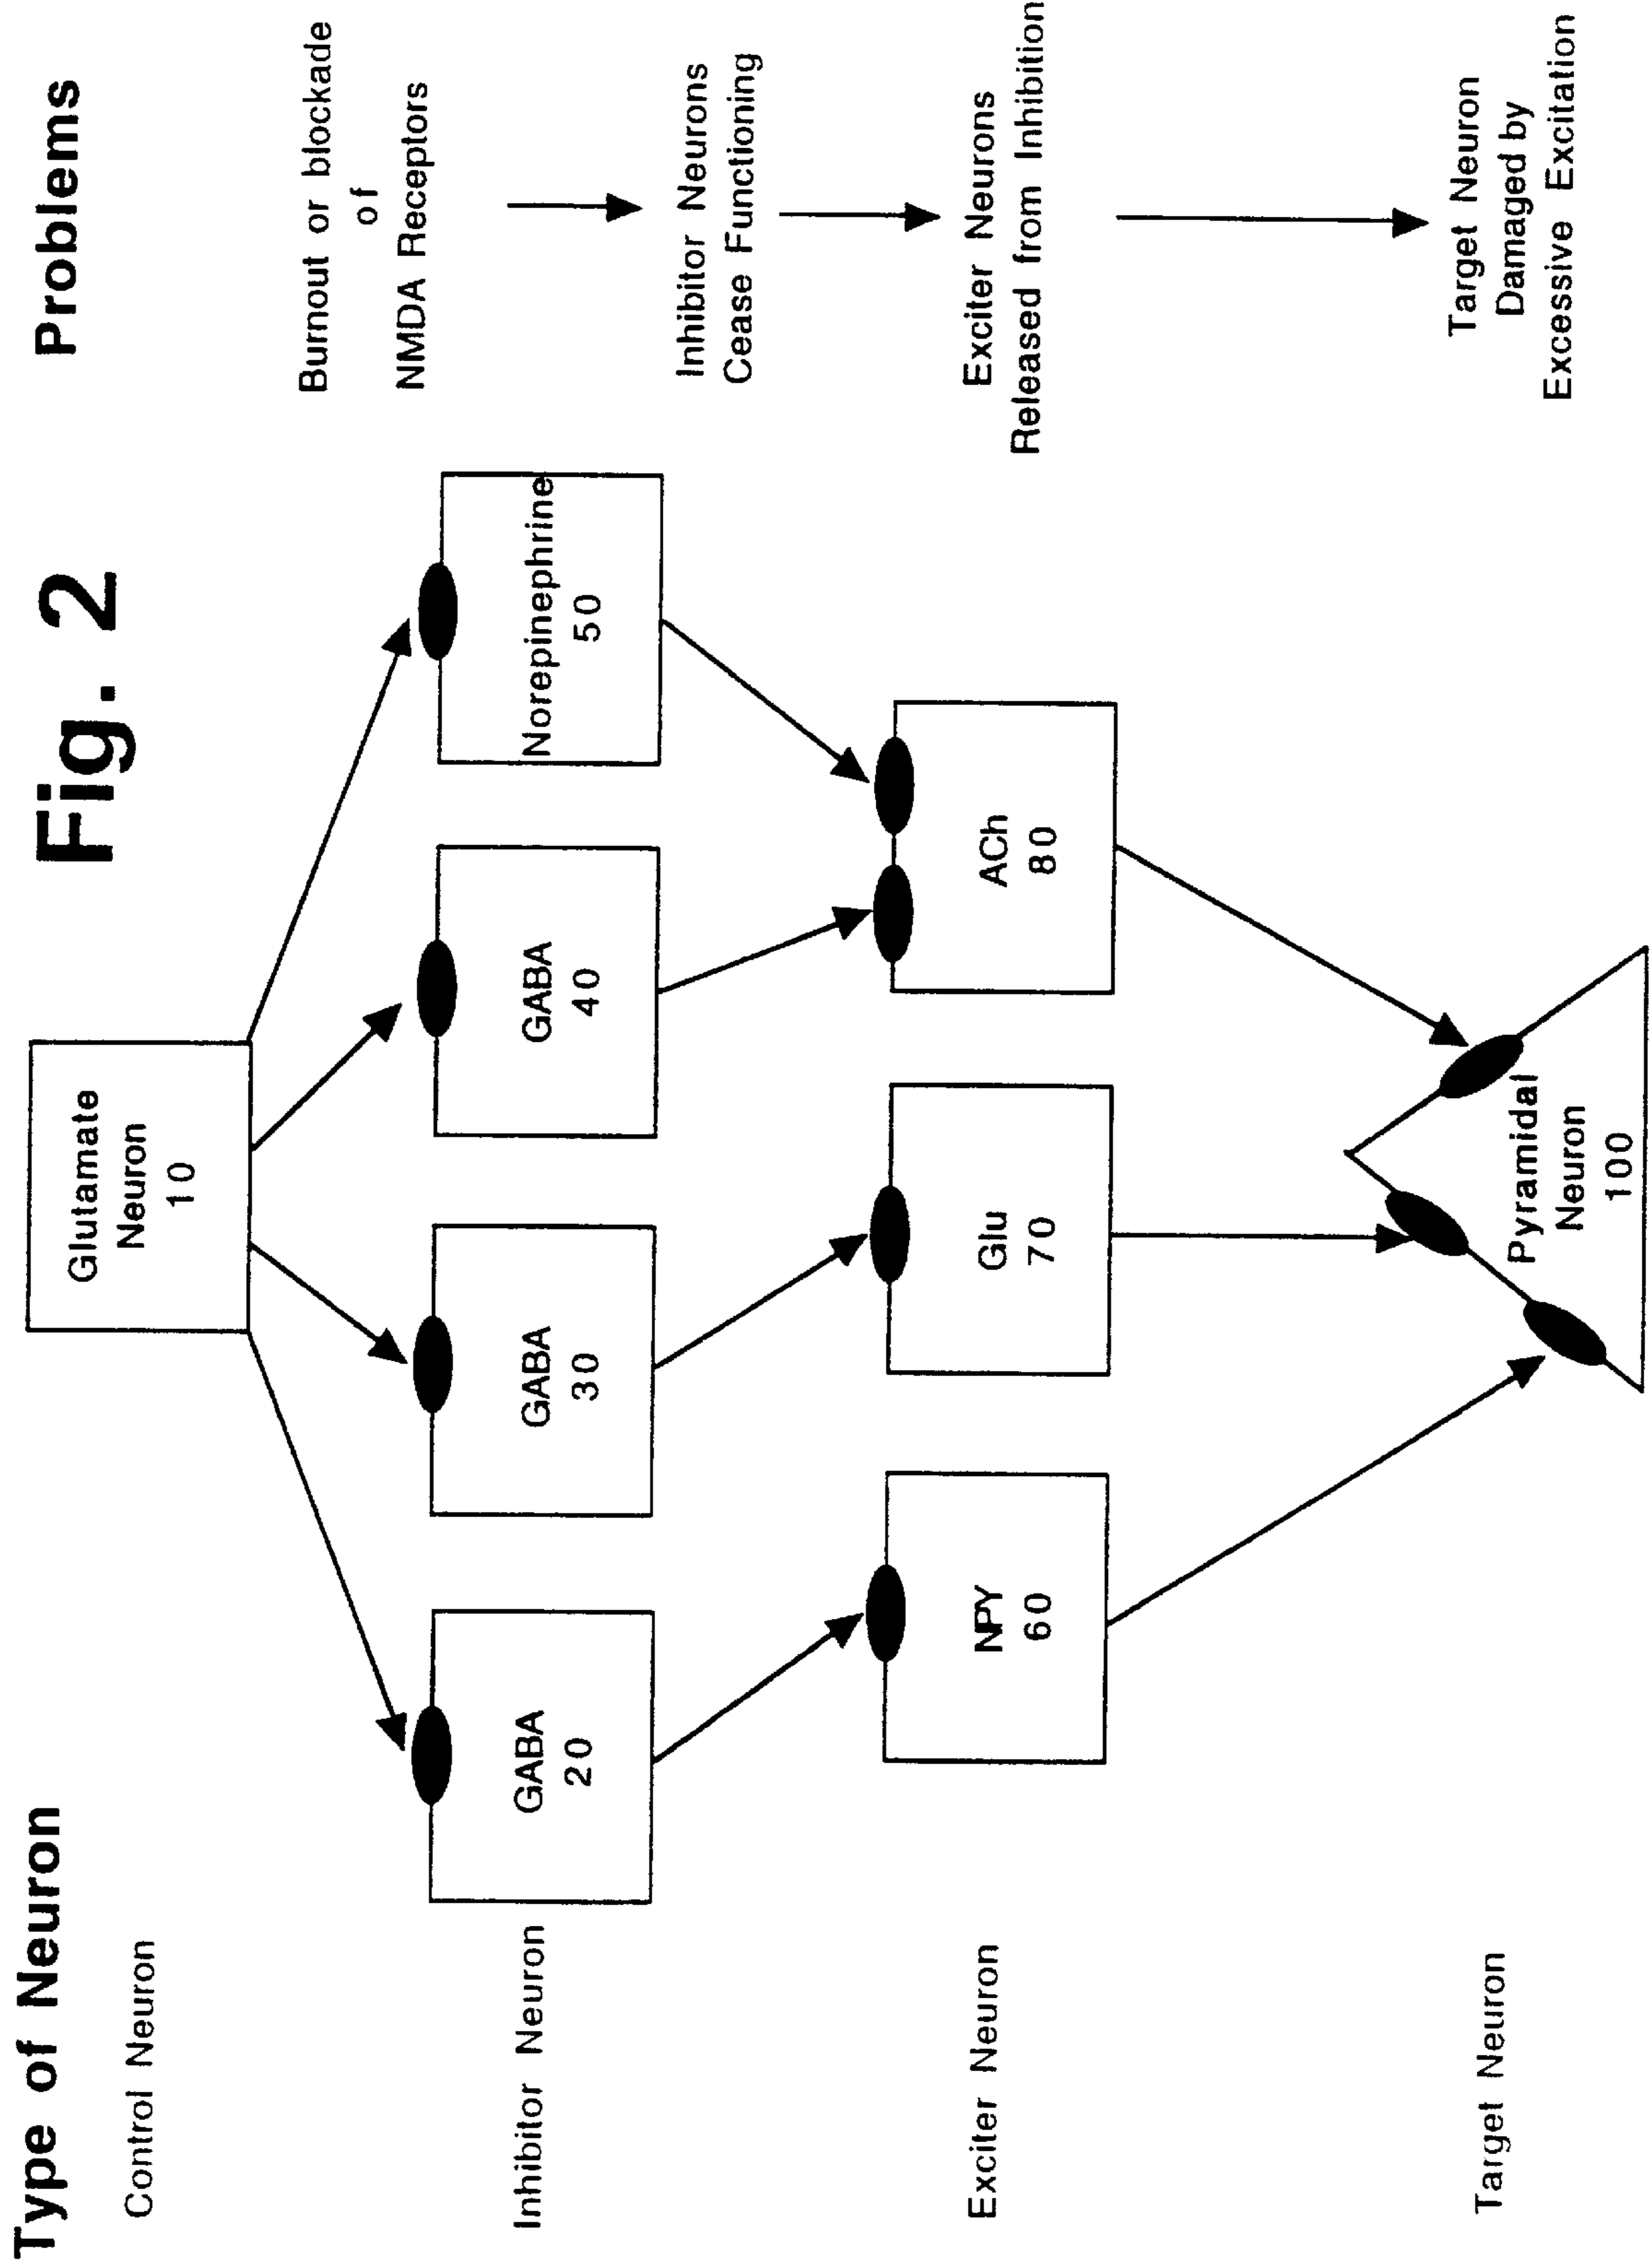 Fig. 2
Type of Neuron
Problems
Control Neuron
Glutamate
Neuron
10
Burnout or blockade
of
NMDA Receptors
Inhibitor Neuron
GABA
20
GABA
30
GABA
40
Norepinephrine
50
Inhibitor Neurons
Cease Functioning
Exciter Neuron
NPY
60
Glu
70
ACh
80
Exciter Neurons
Released from Inhibition
Target Neuron
Pyramidal
Neuron
100
Target Neuron
Damaged by
Excessive Excitation